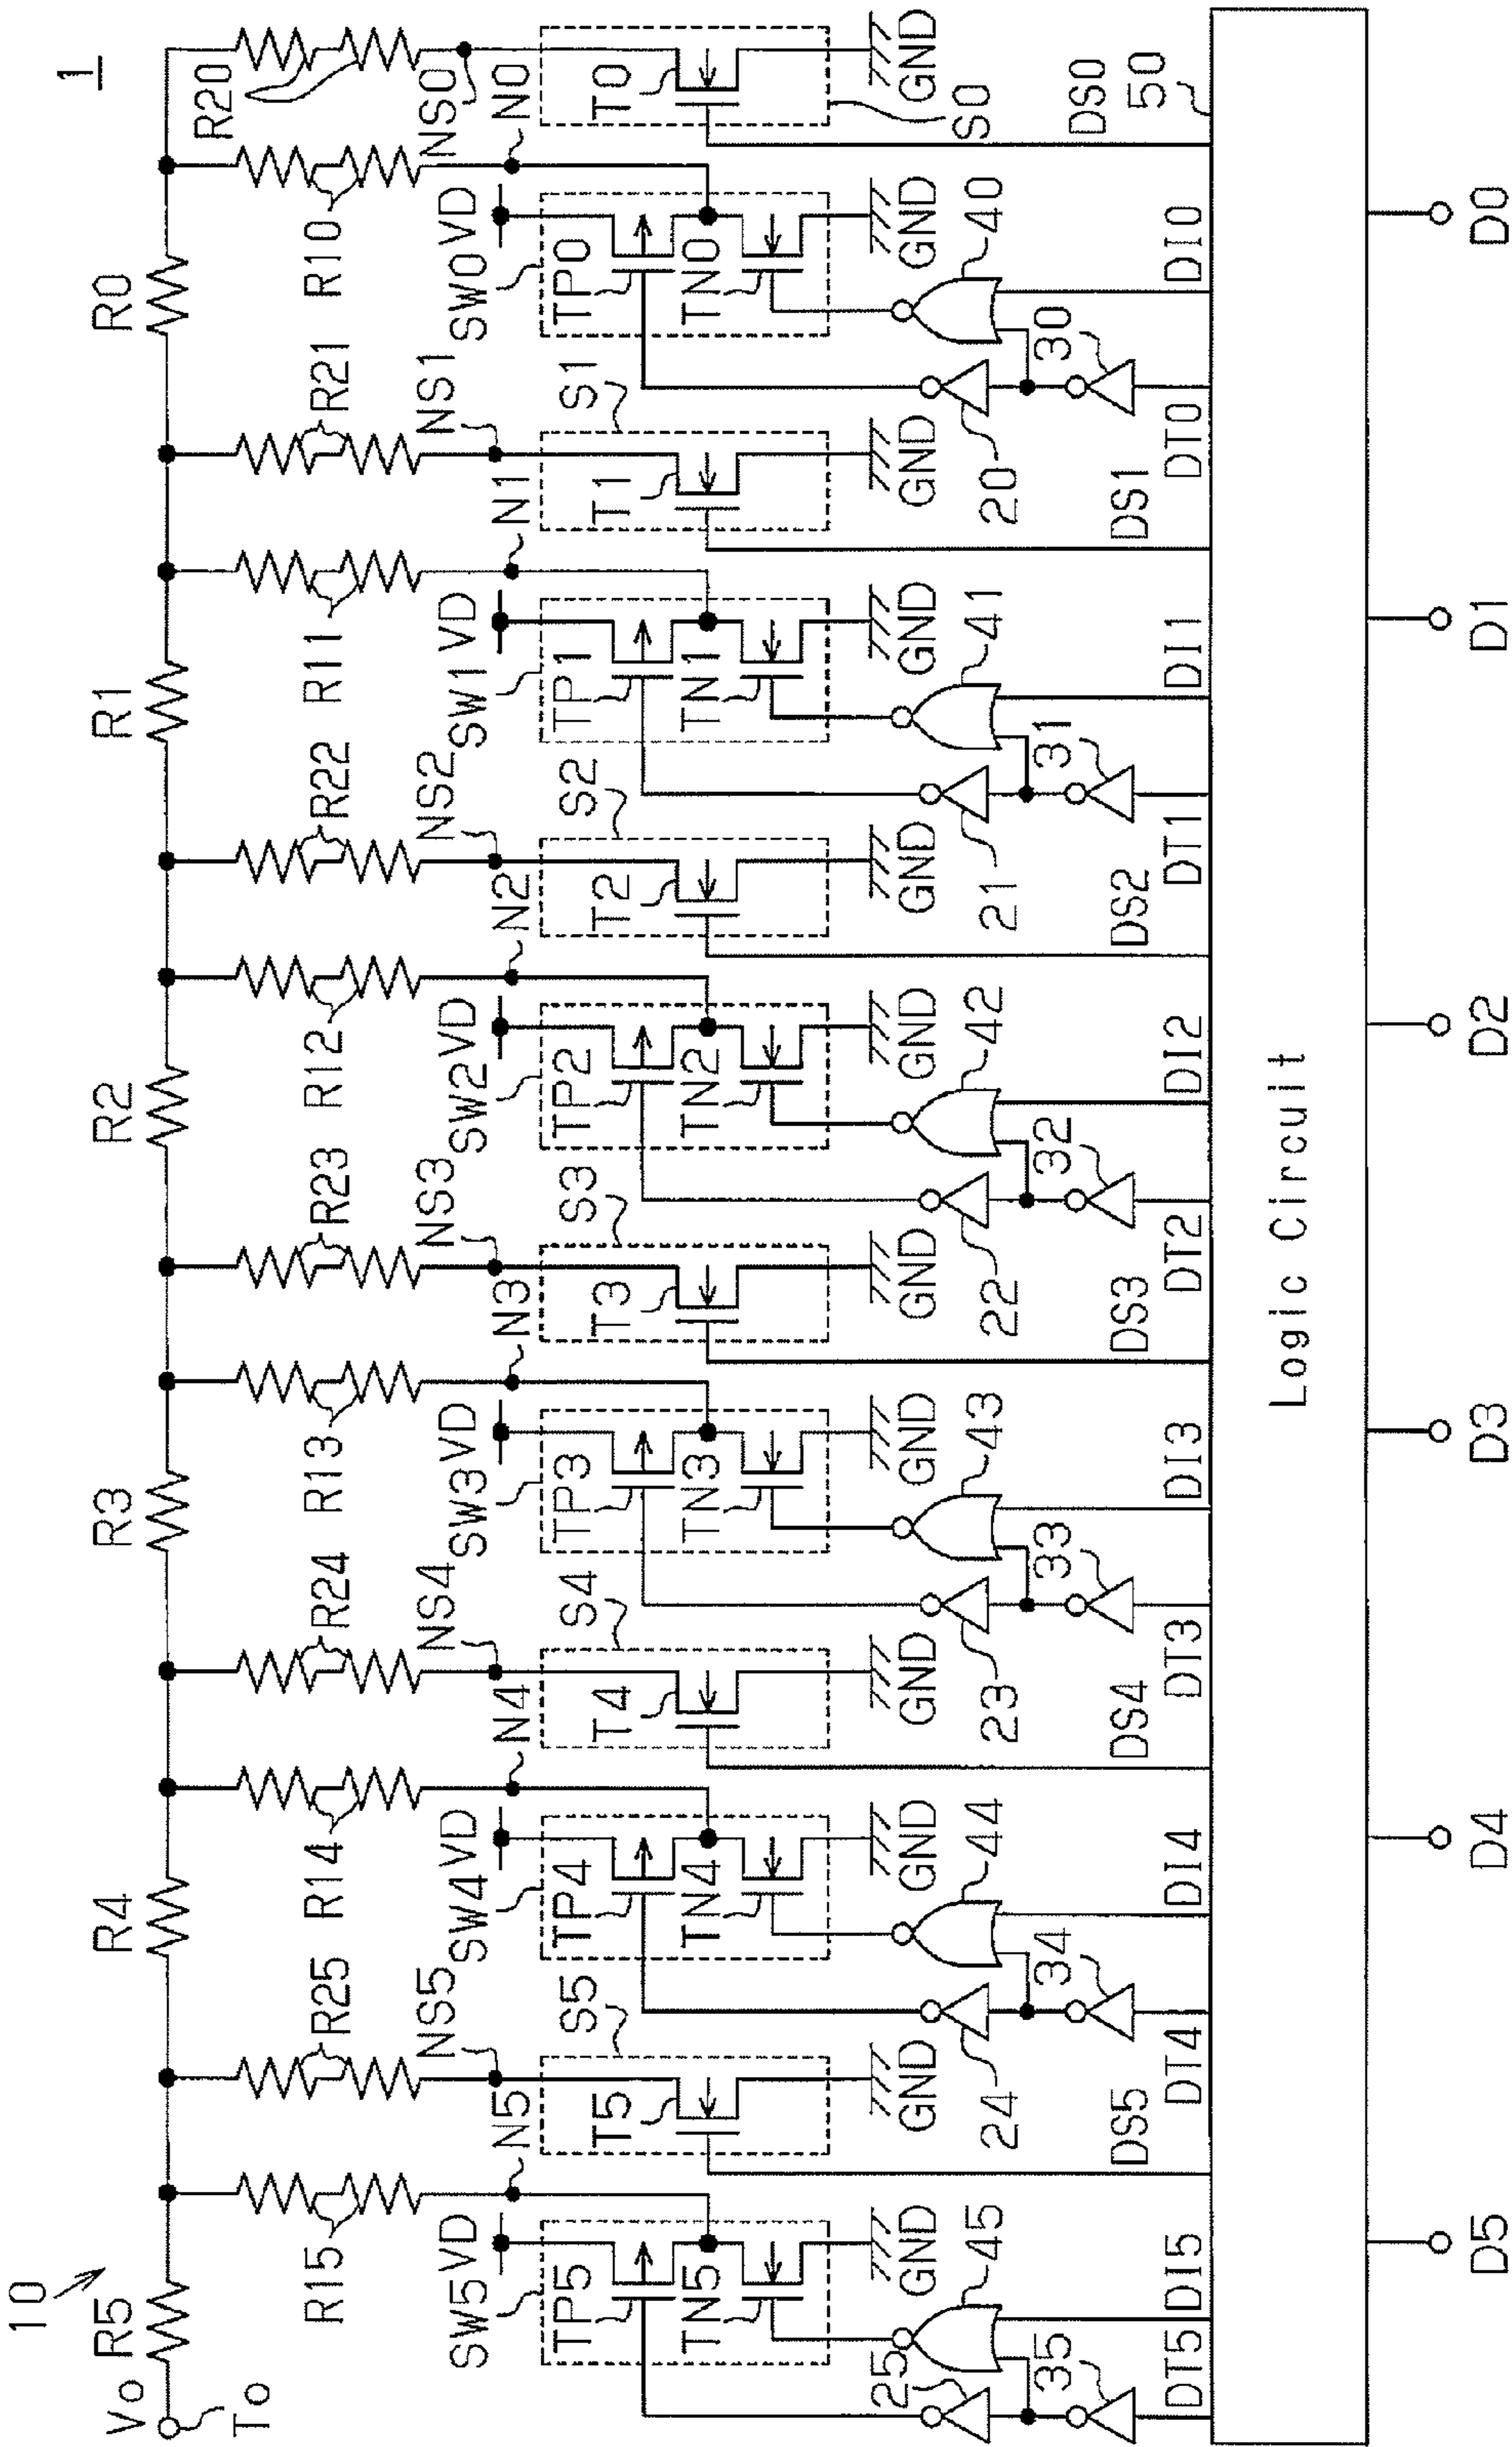 1
10
Vo
To
R5
R4
R3
R2
R1
R0
R15
R25
R14
R24
R13
R23
R12
R22
R11
R21
R10
R20
N5
NS5
N4
NS4
N3
NS3
N2
NS2
N1
NS1
N0
NS0
SW5
VD
S5
SW4
VD
S4
SW3
VD
S3
SW2
VD
S2
SW1
VD
S1
SW0
VD
S0
TP5
T5
TP4
T4
TP3
T3
TP2
T2
TP1
T1
TP0
T0
TN5
TN4
TN3
TN2
TN1
TN0
GND
GND
GND
GND
GND
GND
GND
GND
GND
GND
GND
GND
25
45
24
44
23
43
22
42
21
41
20
40
35
34
33
32
31
30
DT5
DI5
DS5
DT4
DI4
DS4
DT3
DI3
DS3
DT2
DI2
DS2
DT1
DI1
DS1
DT0
DI0
DS0
50
Logic Circuit
D5
D4
D3
D2
D1
D0